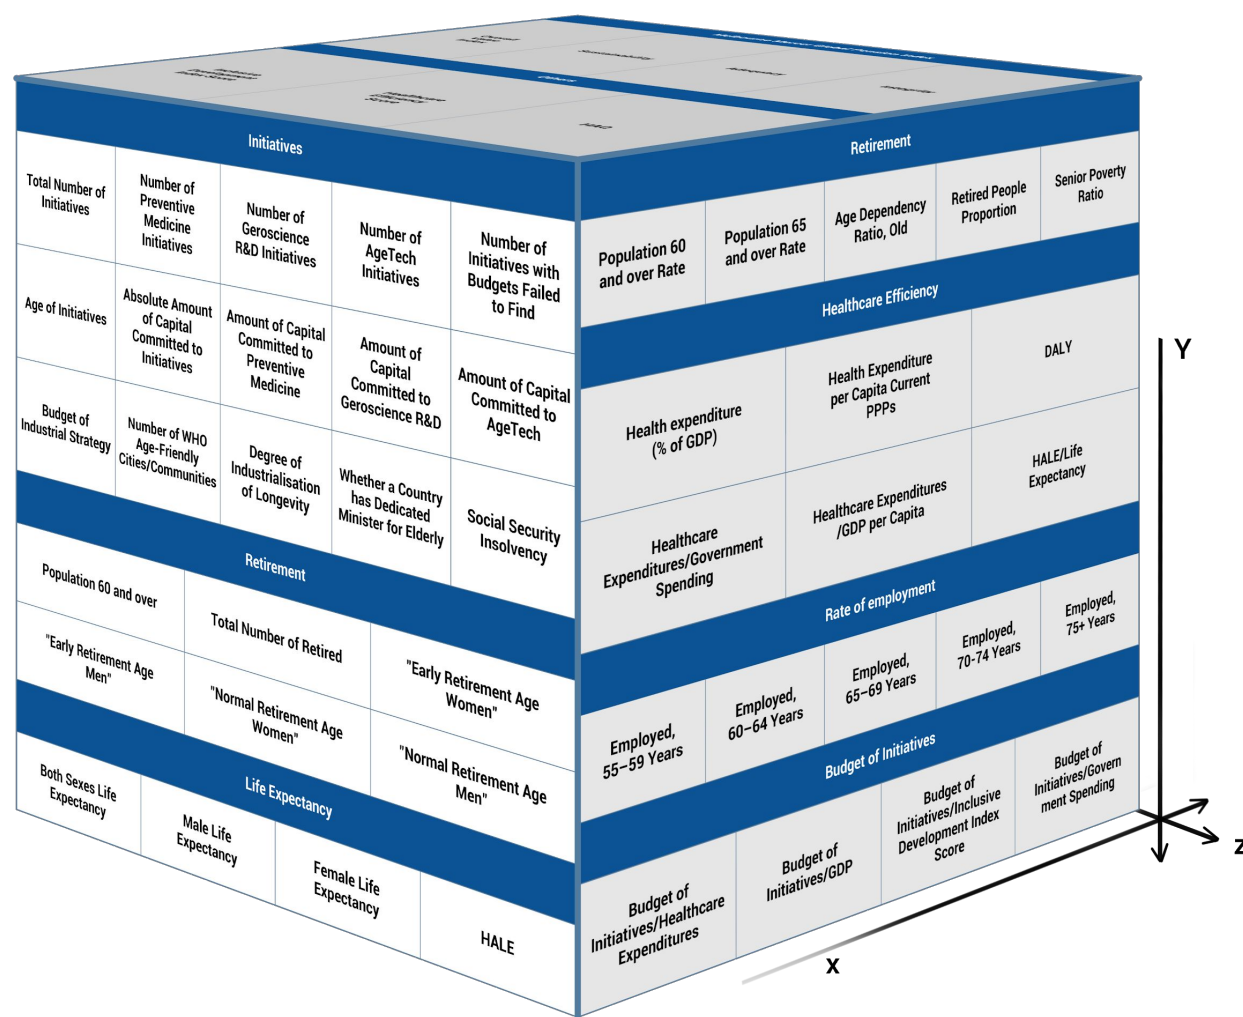 Others
Initiatives
Total Number of
Initiatives
Number of
Preventive
Medicine
Initiatives
Number of
Geroscience
R&D Initiatives
Number of
AgeTech
Initiatives
Number of
Initiatives with
Budgets Failed
to Find
Age of Initiatives
Absolute Amount
of Capital
Committed to
Initiatives
Amount of Capital
Committed to
Preventive
Medicine
Amount of
Capital
Committed to
Geroscience R&D
Amount of Capital
Committed to
AgeTech
Budget of
Industrial Strategy
Number of WHO
Age-Friendly
Cities/Communities
Degree of
Industrialisation
of Longevity
Whether a Country
has Dedicated
Minister for Elderly
Social Security
Insolvency
Retirement
Population 60 and over
Total Number of Retired
"Early Retirement Age
Women"
"Early Retirement Age
Men"
"Normal Retirement Age
Women"
"Normal Retirement Age
Men"
Life Expectancy
Both Sexes Life
Expectancy
Male Life
Expectancy
Female Life
Expectancy
HALE
Retirement
Population 60
and over Rate
Population 65
and over Rate
Age Dependency
Ratio, Old
Retired People
Proportion
Senior Poverty
Ratio
Healthcare Efficiency
Health expenditure
(% of GDP)
Health Expenditure
per Capita Current
PPPs
DALY
Healthcare
Expenditures/Government
Spending
Healthcare Expenditures
/GDP per Capita
HALE/Life
Expectancy
Rate of employment
Employed,
55–59 Years
Employed,
60–64 Years
Employed,
65–69 Years
Employed,
70-74 Years
Employed,
75+ Years
Budget of Initiatives
Budget of
Initiatives/Healthcare
Expenditures
Budget of
Initiatives/GDP
Budget of
Initiatives/Inclusive
Development Index
Score
Budget of
Initiatives/Govern
ment Spending
Y
Z
X